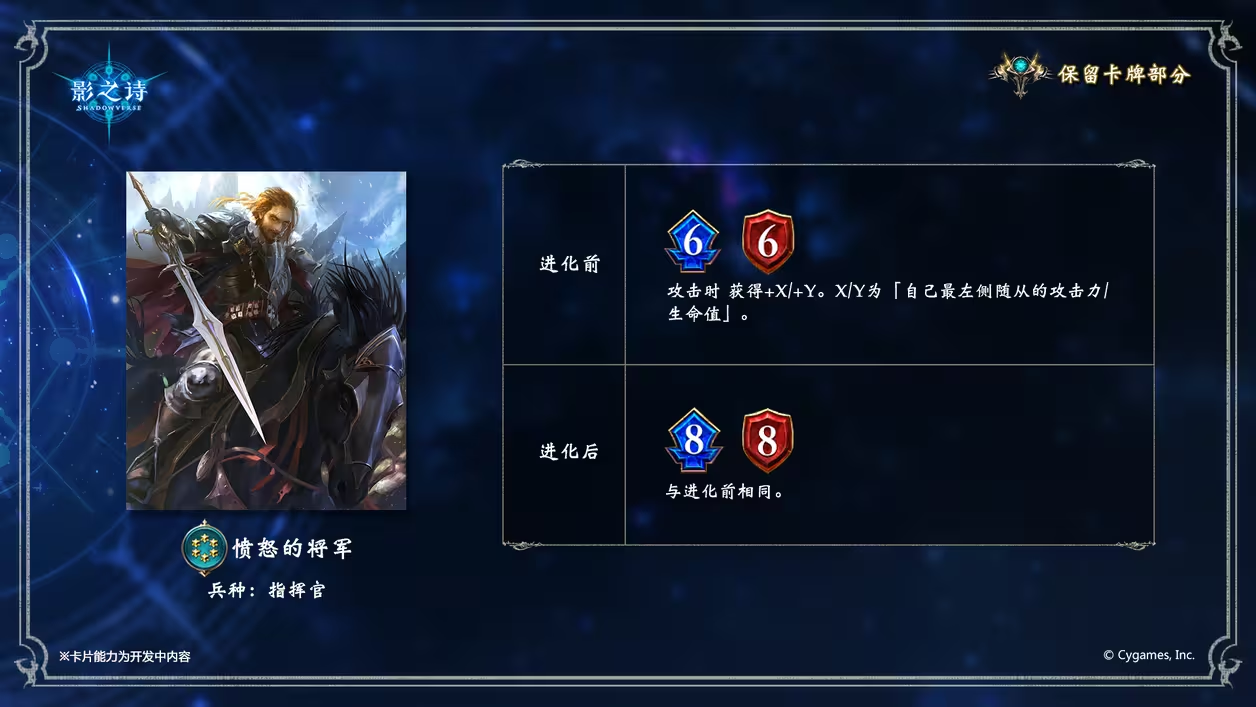 影之诗
SHADOWVERSE
保留卡牌部分
进化前
6 6
攻击时 获得+X/+Y。X/Y为「自己最左侧随从的攻击力/
生命值」。
进化后
8 8
与进化前相同。
愤怒的将军
兵种：指挥官
※卡片能力为开发中内容
© Cygames, Inc.